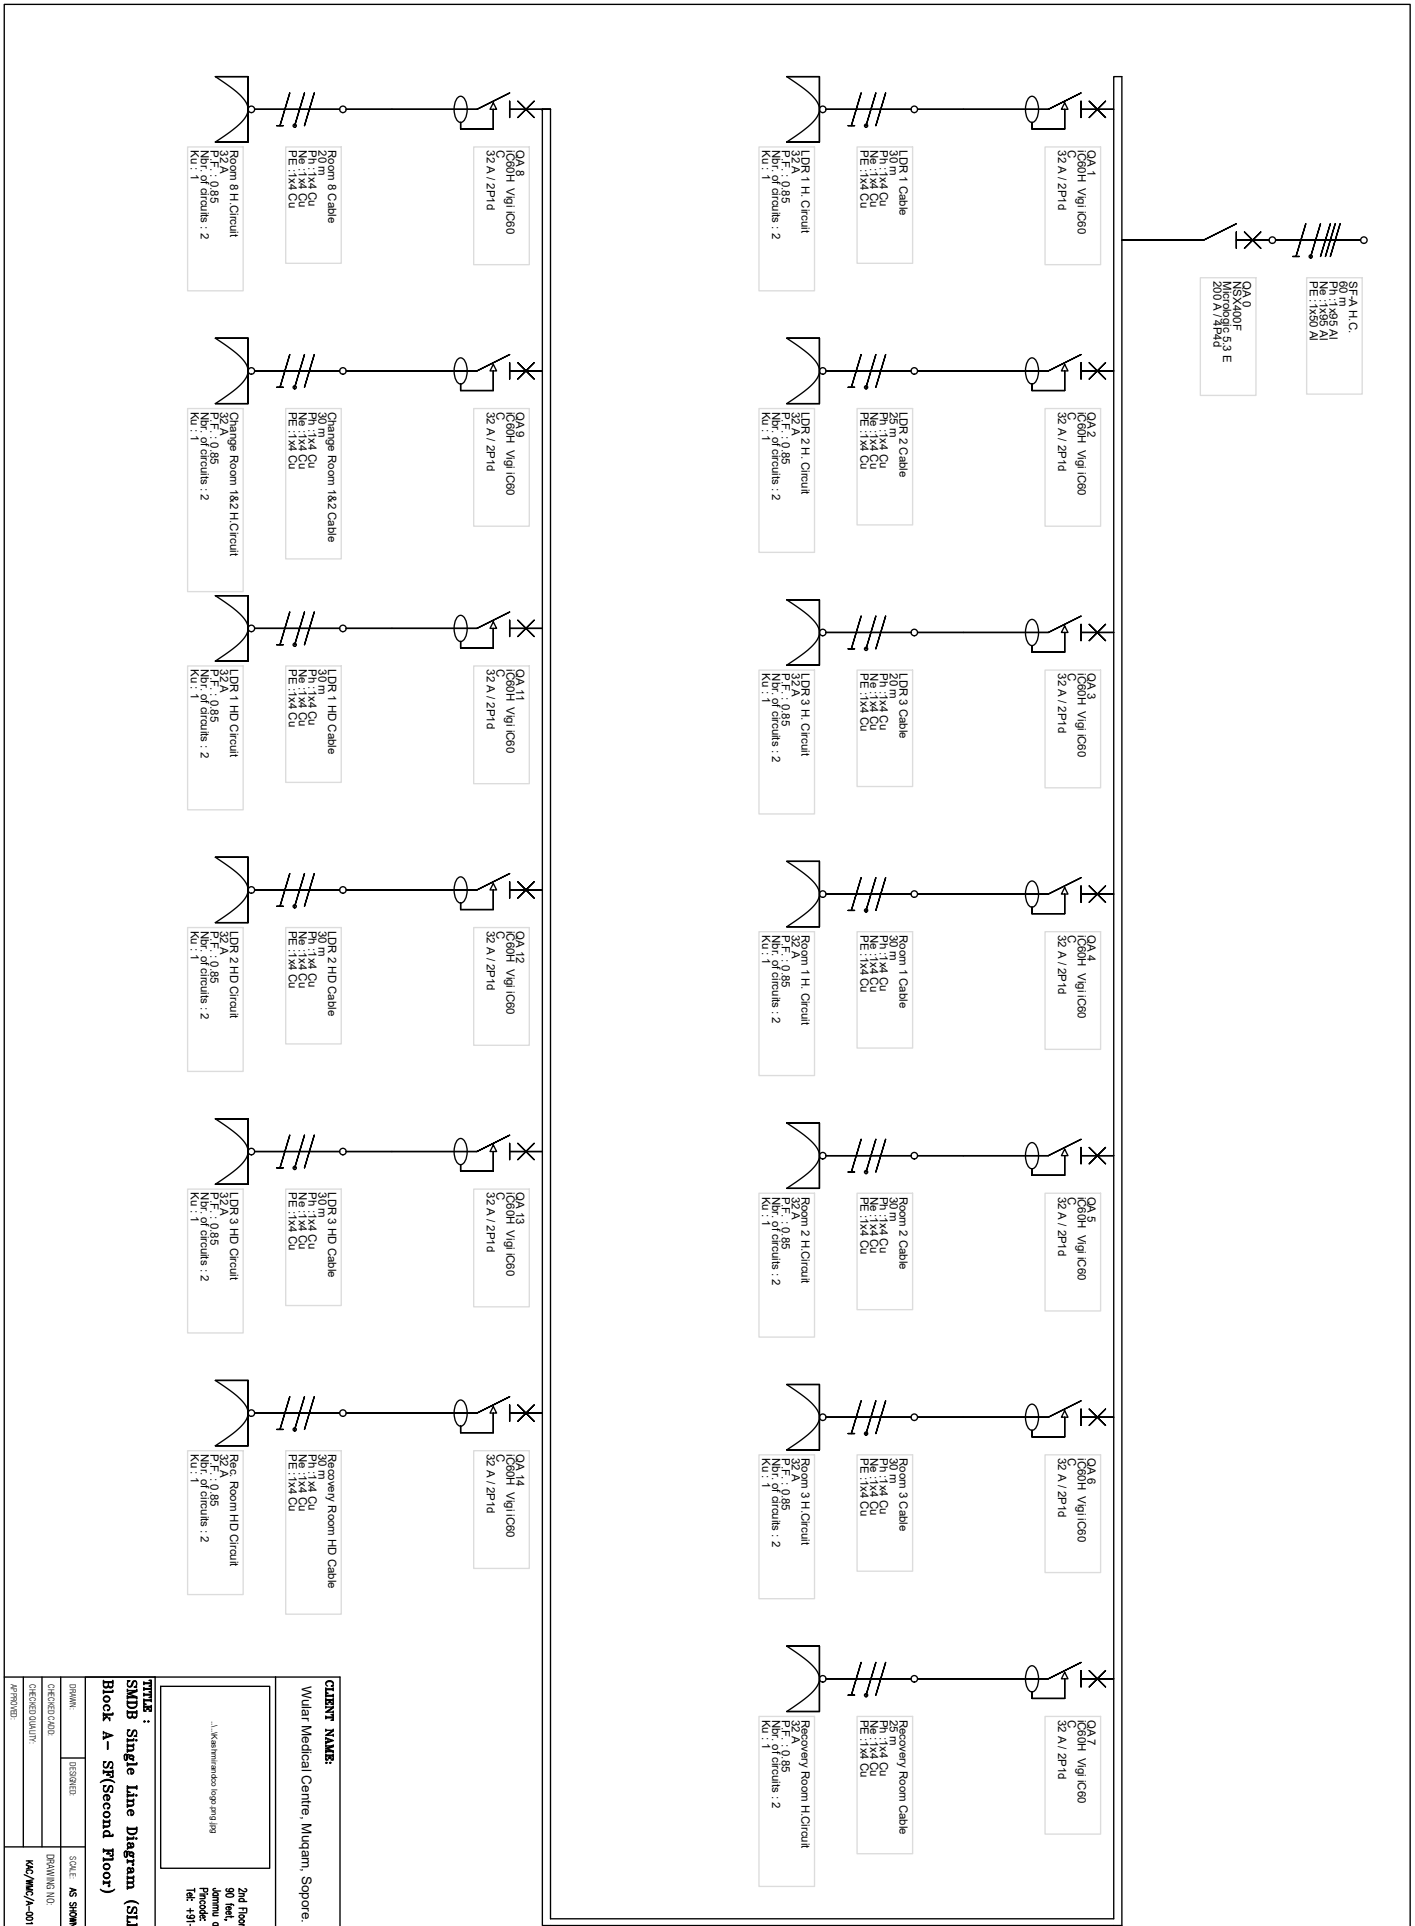 SF-A H.C.
60 m
Ph :1x95 Al
Ne :1x95 Al
PE :1x50 Al
QA 0
NSX400F
Micrologic 5.3 E
200 A / 4P4d
QA 1
iC60H Vigi iC60
C
32 A / 2P1d
LDR 1 Cable
30 m
Ph :1x4 Cu
Ne :1x4 Cu
PE :1x4 Cu
LDR 1 H. Circuit
32 A
P.F. : 0.85
Nbr. of circuits : 2
Ku : 1
QA 2
iC60H Vigi iC60
C
32 A / 2P1d
LDR 2 Cable
25 m
Ph :1x4 Cu
Ne :1x4 Cu
PE :1x4 Cu
LDR 2 H. Circuit
32 A
P.F. : 0.85
Nbr. of circuits : 2
Ku : 1
QA 3
iC60H Vigi iC60
C
32 A / 2P1d
LDR 3 Cable
20 m
Ph :1x4 Cu
Ne :1x4 Cu
PE :1x4 Cu
LDR 3 H. Circuit
32 A
P.F. : 0.85
Nbr. of circuits : 2
Ku : 1
QA 4
iC60H Vigi iC60
C
32 A / 2P1d
Room 1 Cable
30 m
Ph :1x4 Cu
Ne :1x4 Cu
PE :1x4 Cu
Room 1 H. Circuit
32 A
P.F. : 0.85
Nbr. of circuits : 2
Ku : 1
QA 5
iC60H Vigi iC60
C
32 A / 2P1d
Room 2 Cable
30 m
Ph :1x4 Cu
Ne :1x4 Cu
PE :1x4 Cu
Room 2 H.Circuit
32 A
P.F. : 0.85
Nbr. of circuits : 2
Ku : 1
QA 6
iC60H Vigi iC60
C
32 A / 2P1d
Room 3 Cable
30 m
Ph :1x4 Cu
Ne :1x4 Cu
PE :1x4 Cu
Room 3 H.Circuit
32 A
P.F. : 0.85
Nbr. of circuits : 2
Ku : 1
QA 7
iC60H Vigi iC60
C
32 A / 2P1d
Recovery Room Cable
25 m
Ph :1x4 Cu
Ne :1x4 Cu
PE :1x4 Cu
Recovery Room H.Circuit
32 A
P.F. : 0.85
Nbr. of circuits : 2
Ku : 1
QA 8
iC60H Vigi iC60
C
32 A / 2P1d
Room 8 Cable
20 m
Ph :1x4 Cu
Ne :1x4 Cu
PE :1x4 Cu
Room 8 H.Circuit
32 A
P.F. : 0.85
Nbr. of circuits : 2
Ku : 1
QA 9
iC60H Vigi iC60
C
32 A / 2P1d
Change Room 1&2 Cable
30 m
Ph :1x4 Cu
Ne :1x4 Cu
PE :1x4 Cu
Change Room 1&2 H.Circuit
32 A
P.F. : 0.85
Nbr. of circuits : 2
Ku : 1
QA 11
iC60H Vigi iC60
C
32 A / 2P1d
LDR 1 HD Cable
30 m
Ph :1x4 Cu
Ne :1x4 Cu
PE :1x4 Cu
LDR 1 HD Circuit
32 A
P.F. : 0.85
Nbr. of circuits : 2
Ku : 1
QA 12
iC60H Vigi iC60
C
32 A / 2P1d
LDR 2 HD Cable
30 m
Ph :1x4 Cu
Ne :1x4 Cu
PE :1x4 Cu
LDR 2 HD Circuit
32 A
P.F. : 0.85
Nbr. of circuits : 2
Ku : 1
QA 13
iC60H Vigi iC60
C
32 A / 2P1d
LDR 3 HD Cable
30 m
Ph :1x4 Cu
Ne :1x4 Cu
PE :1x4 Cu
LDR 3 HD Circuit
32 A
P.F. : 0.85
Nbr. of circuits : 2
Ku : 1
QA 14
iC60H Vigi iC60
C
32 A / 2P1d
Recovery Room HD Cable
30 m
Ph :1x4 Cu
Ne :1x4 Cu
PE :1x4 Cu
Rec. Room HD Circuit
32 A
P.F. : 0.85
Nbr. of circuits : 2
Ku : 1
CLIENT NAME:
Wular Medical Centre, Muqam, Sopore.
..\..\Kashmirandco logo png.jpg
2nd Floor
90 feet,
Jammu
Pincode:
Tel: +91-
TITLE :
SMDB Single Line Diagram
Block A- SF(Second Floor)
DRAWN:
DESIGNED:
SCALE: AS SHOWN
CHECKED CADD:
DRAWING NO:
CHECKED QUALITY:
KAC/WMC/A-001
APPROVED: